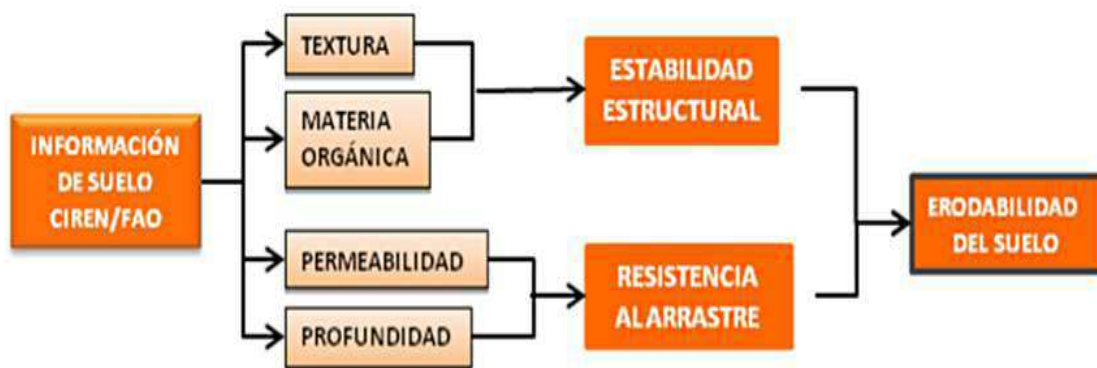 INFORMACIÓN
DE SUELO
CIREN/FAO
TEXTURA
MATERIA
ORGÁNICA
PERMEABILIDAD
PROFUNDIDAD
ESTABILIDAD
ESTRUCTURAL
RESISTENCIA
AL ARRASTRE
ERODABILIDAD
DEL SUELO